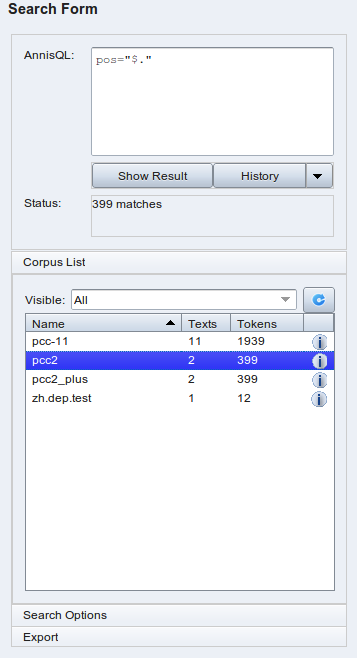 Search Form
AnnisQL:
pos="$."
Show Result History
Status:
399 matches
Corpus List
Visible: All
Name Texts Tokens
pcc-11 11 1939
pcc2 2 399
pcc2_plus 2 399
zh.dep.test 1 12
Search Options
Export